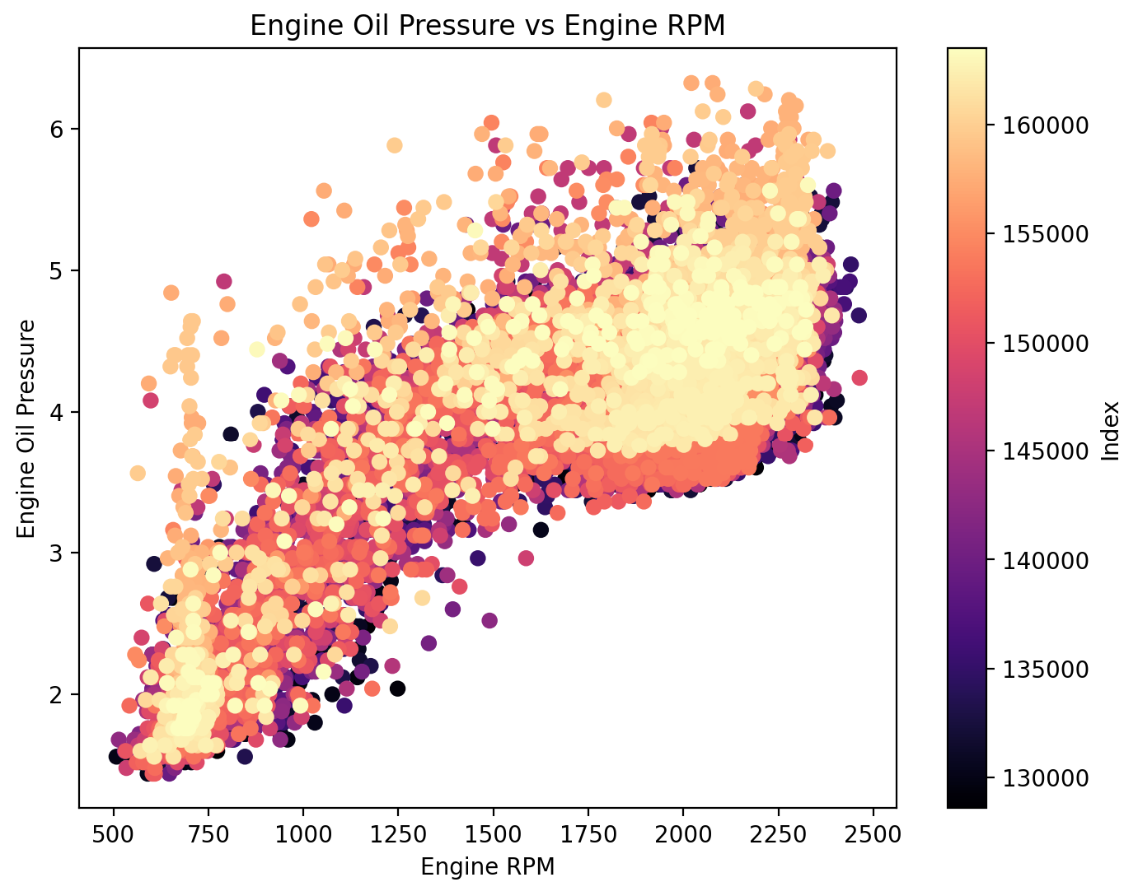 Engine Oil Pressure vs Engine RPM
6
5
4
3
2
Engine Oil Pressure
500 750 1000 1250 1500 1750 2000 2250 2500
Engine RPM
160000
155000
150000
145000
140000
135000
130000
Index